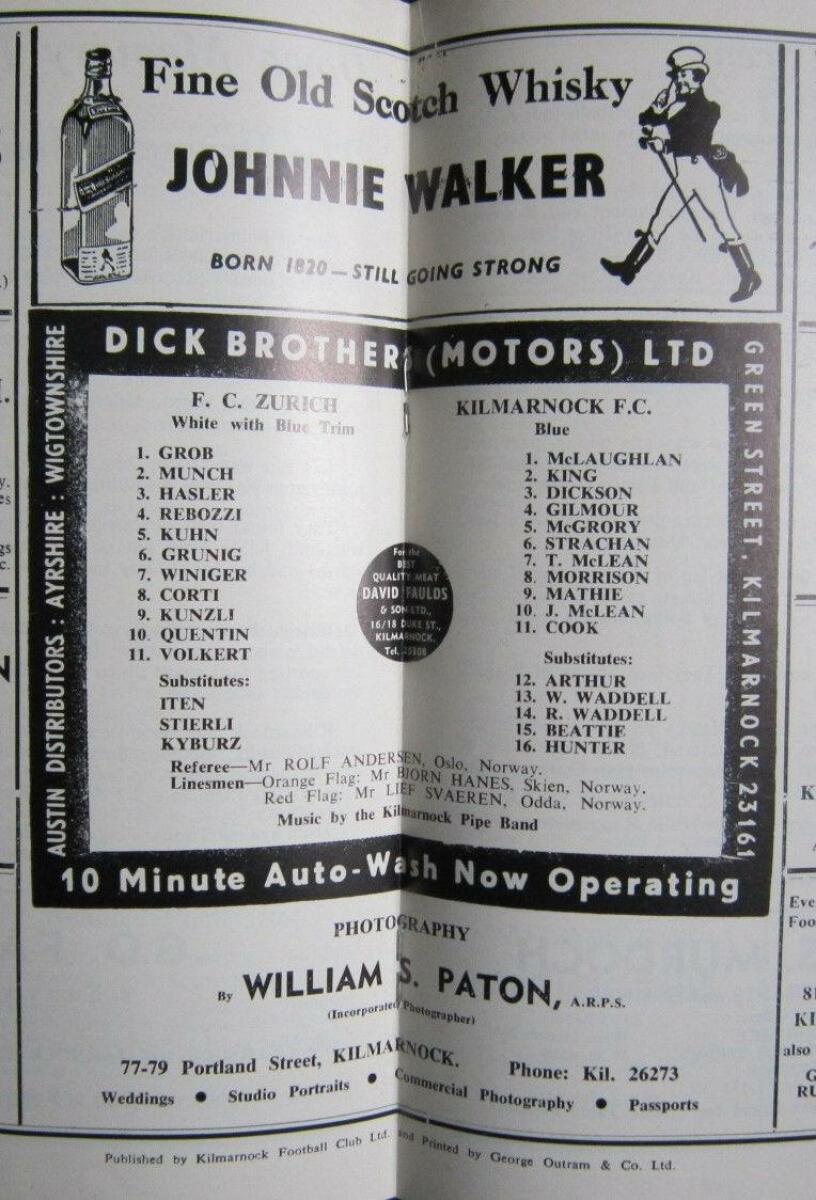 Fine Old Scotch Whisky
JOHNNIE WALKER
BORN 1820 — STILL GOING STRONG
DICK BROTHERS (MOTORS) LTD
AUSTIN DISTRIBUTORS : AYRSHIRE : WIGTOWNSHIRE
F. C. ZURICH
White with Blue Trim
1. GROB
2. MUNCH
3. HASLER
4. REBOZZI
5. KUHN
6. GRUNIG
7. WINIGER
8. CORTI
9. KUNZLI
10. QUENTIN
11. VOLKERT
Substitutes:
ITEN
STIERLI
KYBURZ
For the
BEST
QUALITY MEAT
DAVID FAULDS
& SON LTD.,
16/18 DUKE ST.,
KILMARNOCK.
Tel.
KILMARNOCK F.C.
Blue
1. McLAUGHLAN
2. KING
3. DICKSON
4. GILMOUR
5. McGRORY
6. STRACHAN
7. T. McLEAN
8. MORRISON
9. MATHIE
10. J. McLEAN
11. COOK
Substitutes:
12. ARTHUR
13. W. WADDELL
14. R. WADDELL
15. BEATTIE
16. HUNTER
Referee—Mr ROLF ANDERSEN, Oslo, Norway.
Linesmen—Orange Flag: Mr BJORN HANES, Skien, Norway.
Red Flag: Mr LIEF SVAEREN, Odda, Norway.
Music by the Kilmarnock Pipe Band
GREEN STREET, KILMARNOCK 23161
10 Minute Auto-Wash Now Operating
PHOTOGRAPHY
By WILLIAM S. PATON, A.R.P.S.
(Incorporated Photographer)
77-79 Portland Street, KILMARNOCK. Phone: Kil. 26273
Weddings ● Studio Portraits ● Commercial Photography ● Passports
Published by Kilmarnock Football Club Ltd. and Printed by George Outram & Co. Ltd.